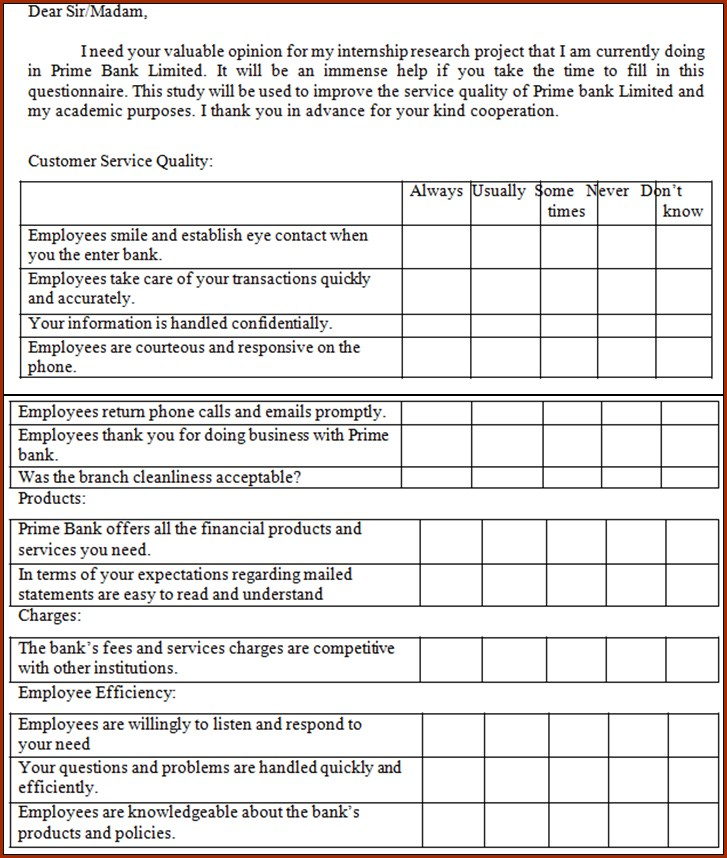 Dear Sir/Madam,
I need your valuable opinion for my internship research project that I am currently doing
in Prime Bank Limited. It will be an immense help if you take the time to fill in this
questionnaire. This study will be used to improve the service quality of Prime bank Limited and
my academic purposes. I thank you in advance for your kind cooperation.
Customer Service Quality:
Always Usually Some Never Don't
times know
Employees smile and establish eye contact when
you the enter bank.
Employees take care of your transactions quickly
and accurately.
Your information is handled confidentially.
Employees are courteous and responsive on the
phone.
Employees return phone calls and emails promptly.
Employees thank you for doing business with Prime
bank.
Was the branch cleanliness acceptable?
Products:
Prime Bank offers all the financial products and
services you need.
In terms of your expectations regarding mailed
statements are easy to read and understand
Charges:
The bank's fees and services charges are competitive
with other institutions.
Employee Efficiency:
Employees are willingly to listen and respond to
your need
Your questions and problems are handled quickly and
efficiently.
Employees are knowledgeable about the bank's
products and policies.